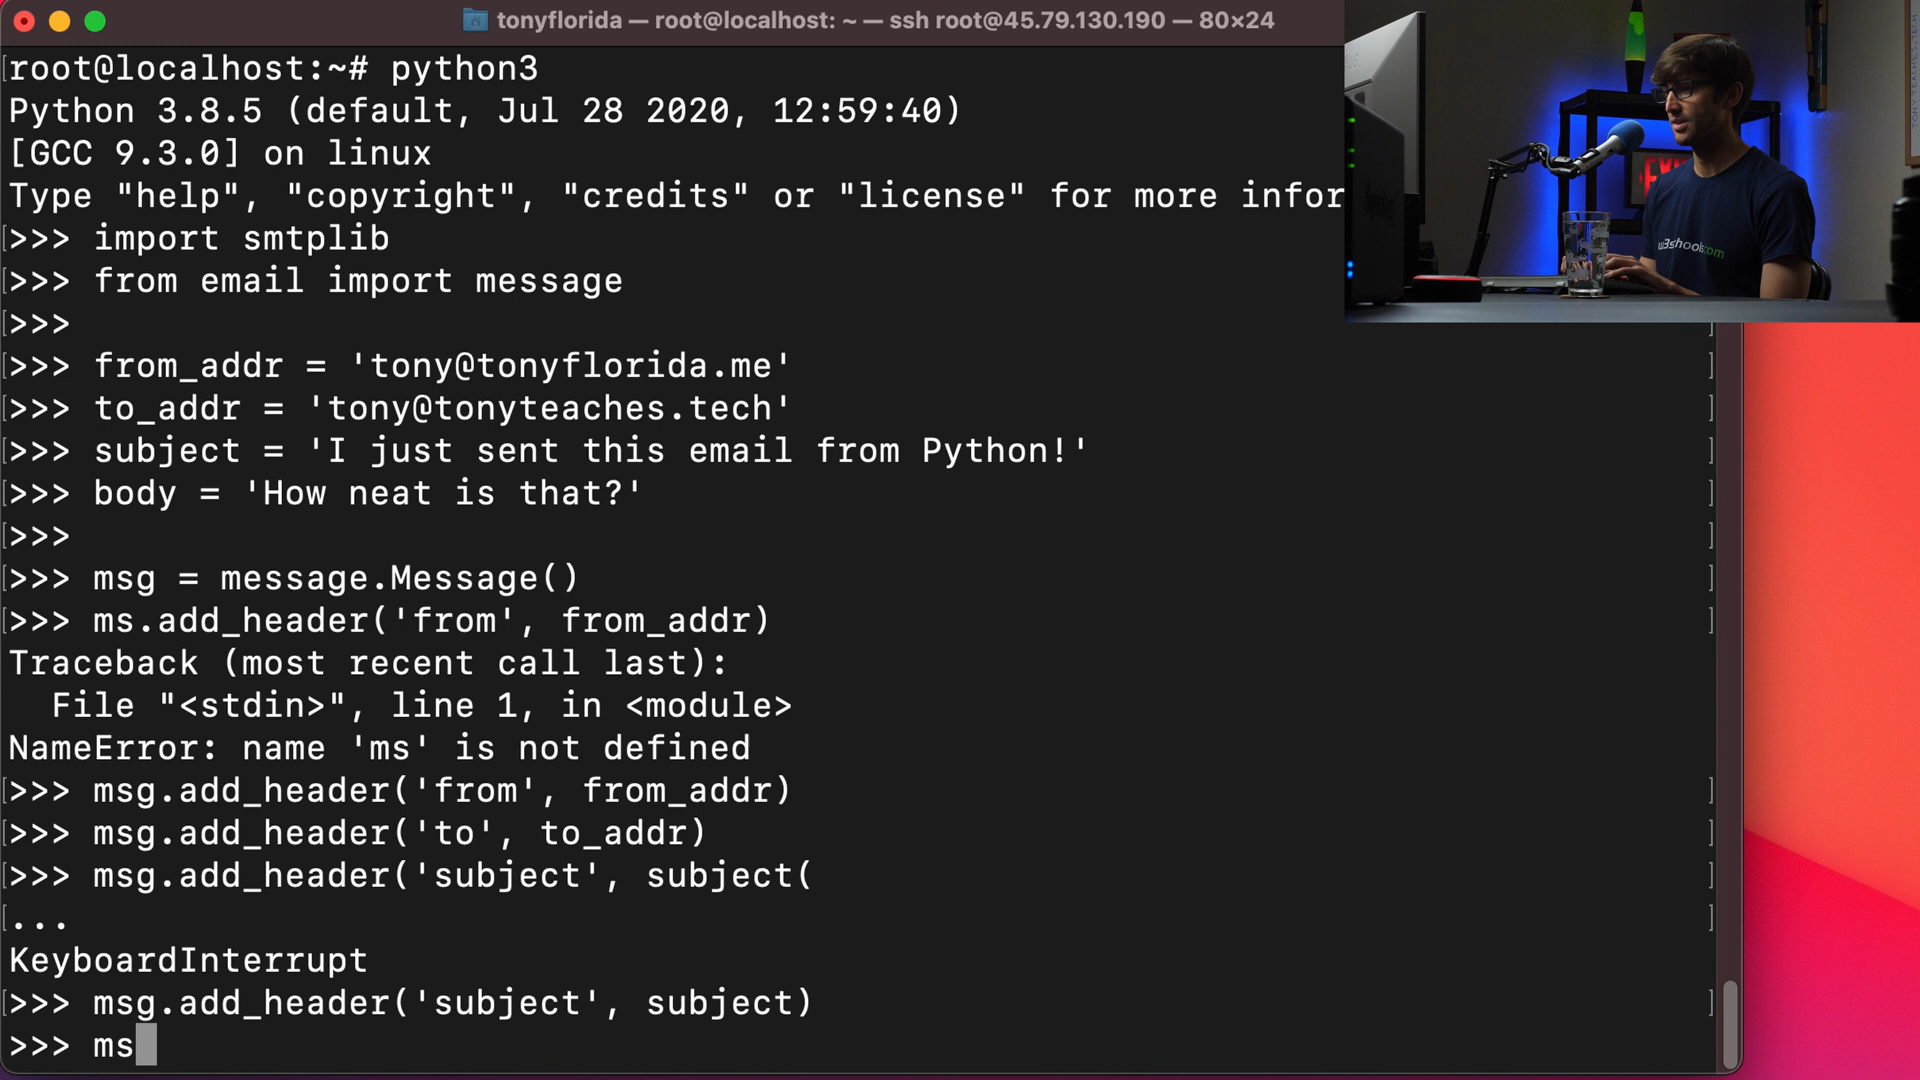 tonyflorida — root@localhost: ~ — ssh root@45.79.130.190 — 80×24
root@localhost:~# python3
Python 3.8.5 (default, Jul 28 2020, 12:59:40)
[GCC 9.3.0] on linux
Type "help", "copyright", "credits" or "license" for more infor
>>> import smtplib
>>> from email import message
>>>
>>> from_addr = 'tony@tonyflorida.me'
>>> to_addr = 'tony@tonyteaches.tech'
>>> subject = 'I just sent this email from Python!'
>>> body = 'How neat is that?'
>>>
>>> msg = message.Message()
>>> ms.add_header('from', from_addr)
Traceback (most recent call last):
  File "<stdin>", line 1, in <module>
NameError: name 'ms' is not defined
>>> msg.add_header('from', from_addr)
>>> msg.add_header('to', to_addr)
>>> msg.add_header('subject', subject(
...
KeyboardInterrupt
>>> msg.add_header('subject', subject)
>>> ms
w3shools.com